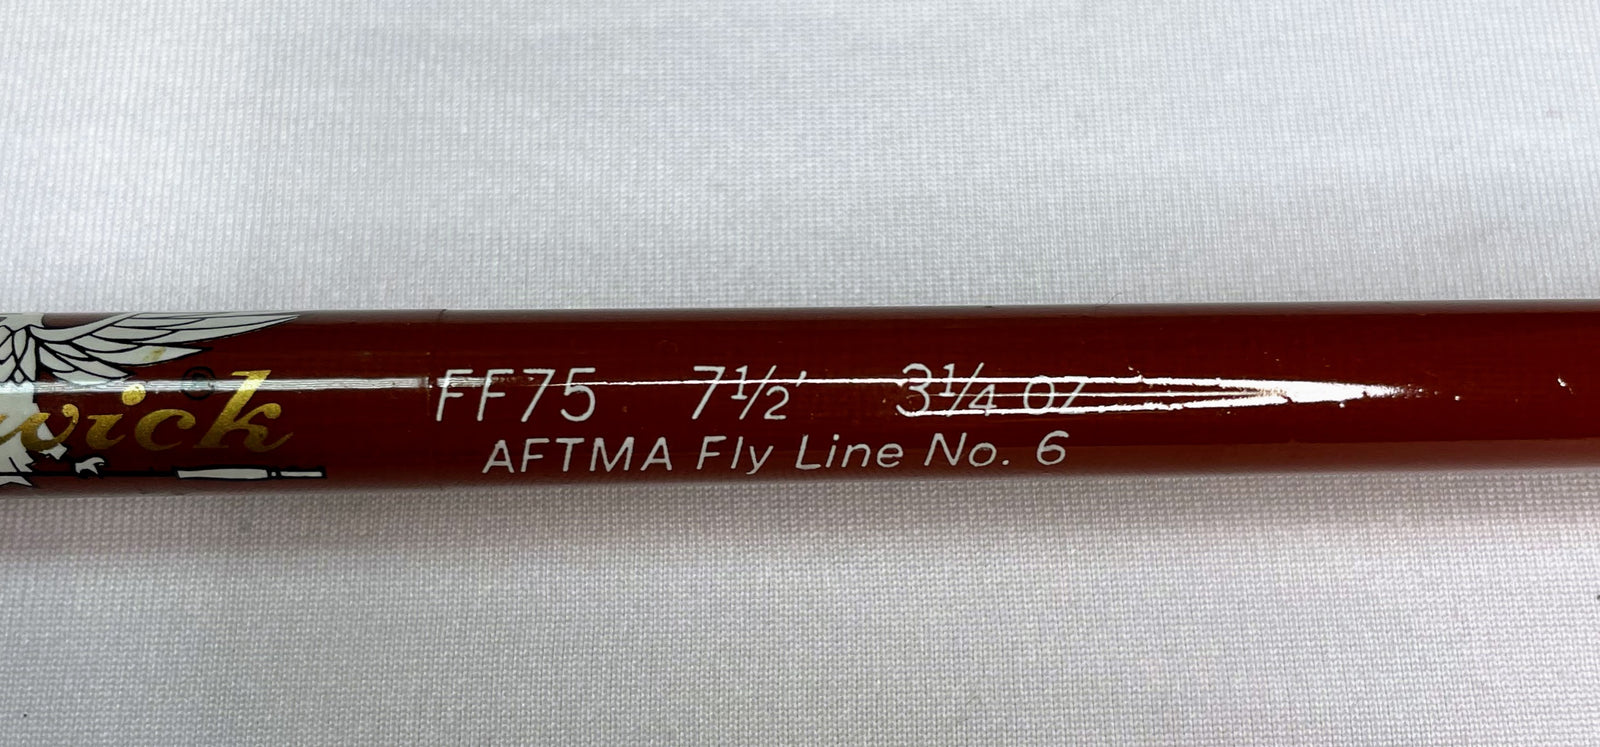 wick®
FF75 7½' 3¼ oz
AFTMA Fly Line No. 6